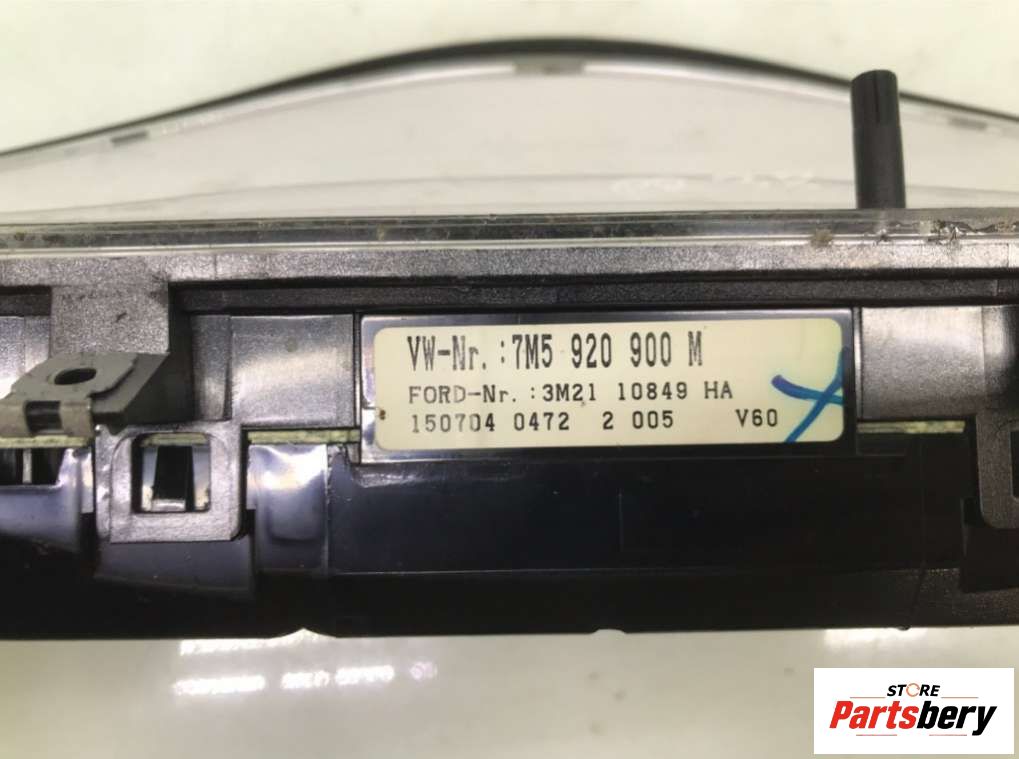 VW-Nr. :7M5 920 900 M
FORD-Nr. :3M21 10849 HA
150704 0472 2 005 V60
STORE
Partsbery